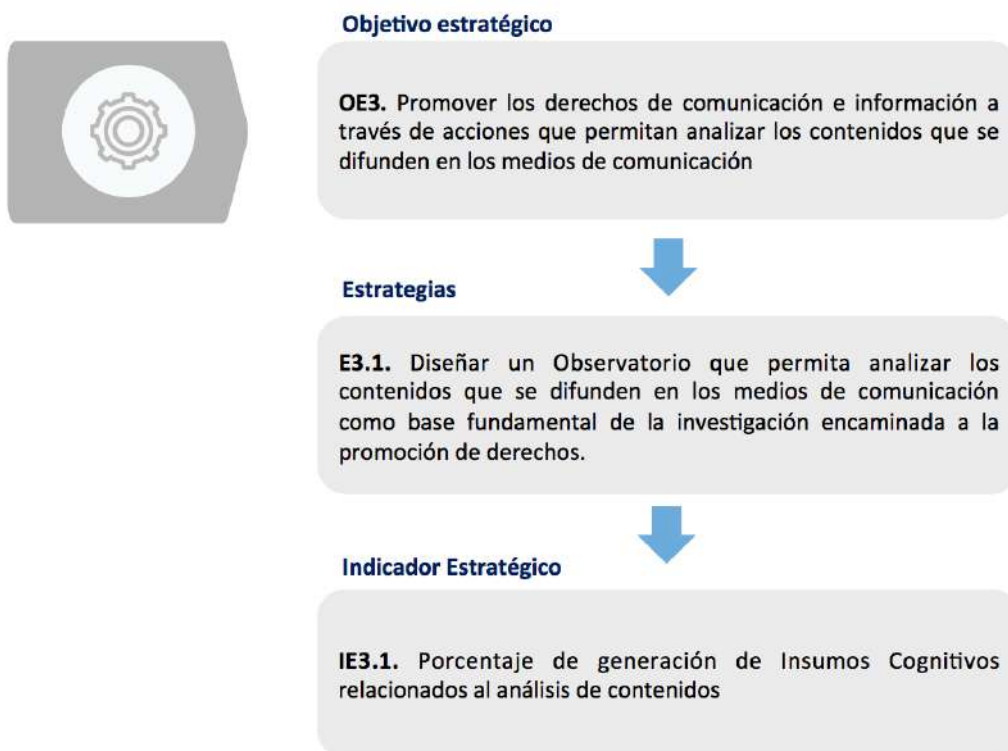 Objetivo estratégico
OE3. Promover los derechos de comunicación e información a
través de acciones que permitan analizar los contenidos que se
difunden en los medios de comunicación
Estrategias
E3.1. Diseñar un Observatorio que permita analizar los
contenidos que se difunden en los medios de comunicación
como base fundamental de la investigación encaminada a la
promoción de derechos.
Indicador Estratégico
IE3.1. Porcentaje de generación de Insumos Cognitivos
relacionados al análisis de contenidos